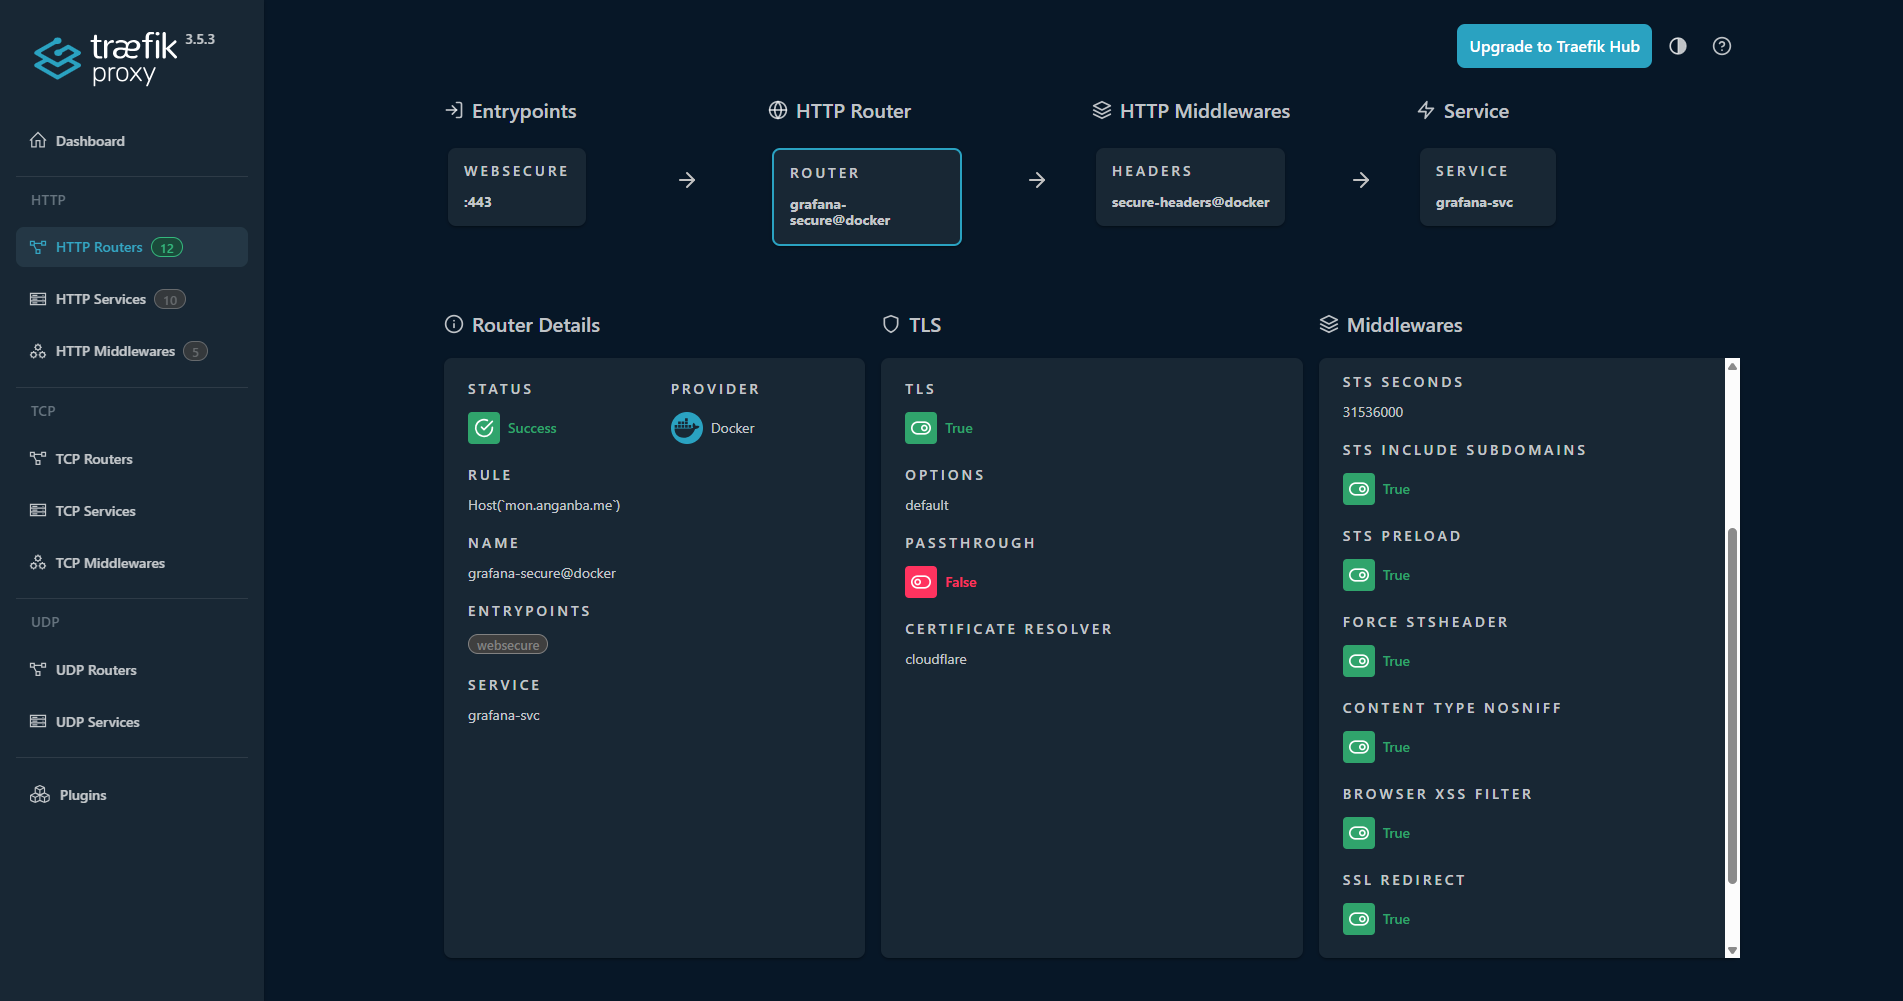 træfik 3.5.3
proxy
Dashboard
HTTP
HTTP Routers 12
HTTP Services 10
HTTP Middlewares 5
TCP
TCP Routers
TCP Services
TCP Middlewares
UDP
UDP Routers
UDP Services
Plugins
Upgrade to Traefik Hub
Entrypoints
WEBSECURE
:443
HTTP Router
ROUTER
grafana-
secure@docker
HTTP Middlewares
HEADERS
secure-headers@docker
Service
SERVICE
grafana-svc
Router Details
STATUS
Success
PROVIDER
Docker
RULE
Host(`mon.anganba.me`)
NAME
grafana-secure@docker
ENTRYPOINTS
websecure
SERVICE
grafana-svc
TLS
TLS
True
OPTIONS
default
PASSTHROUGH
False
CERTIFICATE RESOLVER
cloudflare
Middlewares
STS SECONDS
31536000
STS INCLUDE SUBDOMAINS
True
STS PRELOAD
True
FORCE STSHEADER
True
CONTENT TYPE NOSNIFF
True
BROWSER XSS FILTER
True
SSL REDIRECT
True